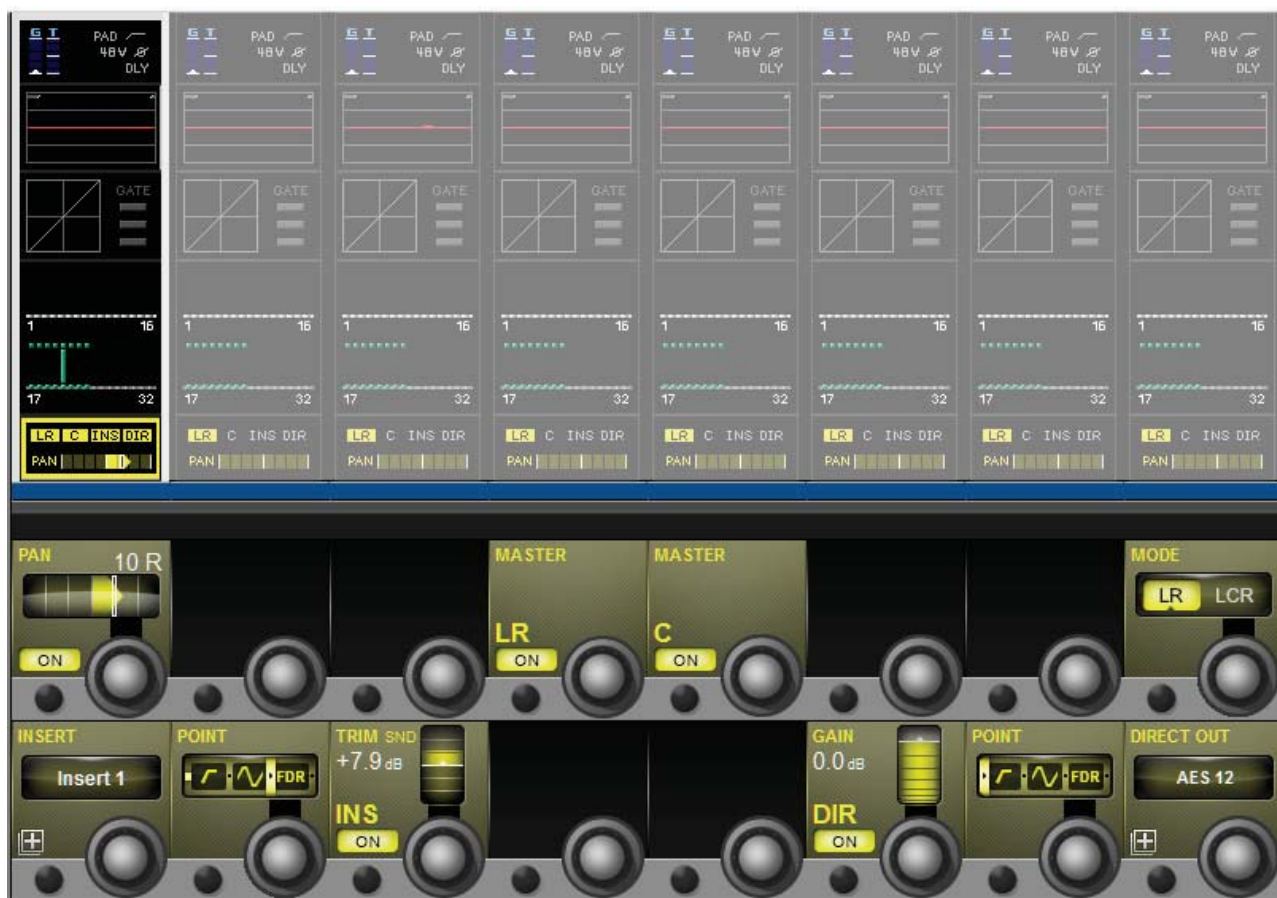 G T PAD G T PAD G T PAD G T PAD G T PAD G T PAD G T PAD G T PAD
48V 48V 48V 48V 48V 48V 48V 48V
DLY DLY DLY DLY DLY DLY DLY DLY
GATE GATE GATE GATE GATE GATE GATE GATE
1 16 1 16 1 16 1 16 1 16 1 16 1 16 1 16
17 32 17 32 17 32 17 32 17 32 17 32 17 32 17 32
LR C INS DIR LR C INS DIR LR C INS DIR LR C INS DIR LR C INS DIR LR C INS DIR LR C INS DIR LR C INS DIR
PAN PAN PAN PAN PAN PAN PAN PAN
PAN MASTER MASTER MODE
10 R
LR LCR
LR C
ON ON ON
INSERT POINT TRIM SND GAIN POINT DIRECT OUT
+7.9 dB 0.0 dB
Insert 1 FDR FDR AES 12
INS DIR
ON ON